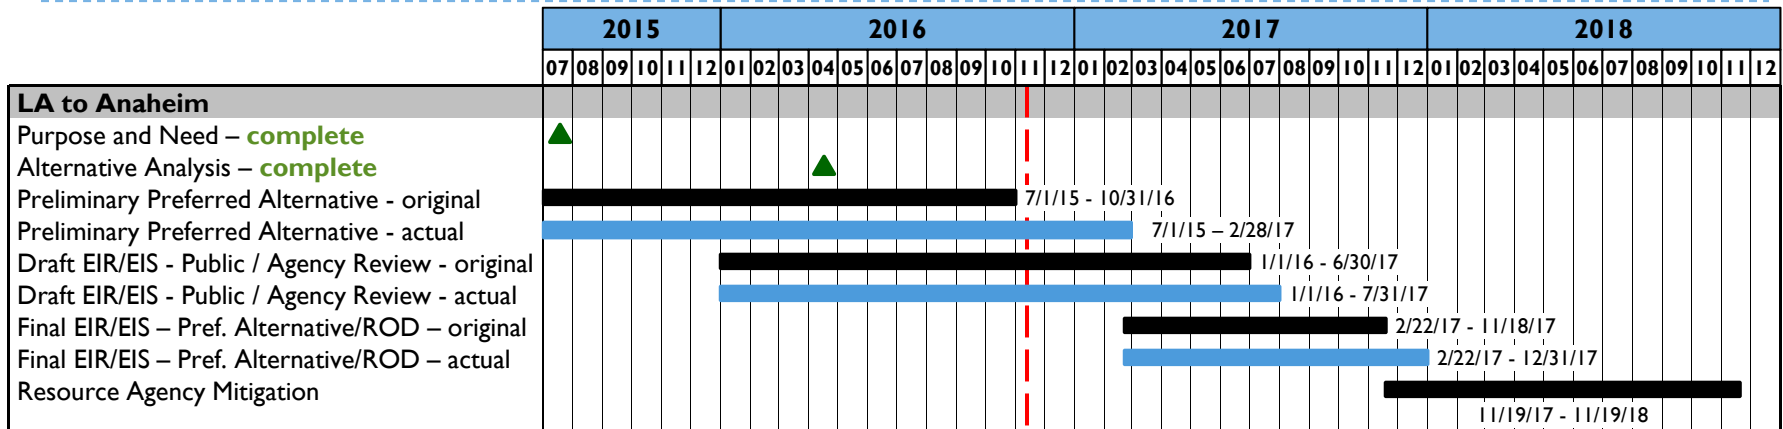 2015 2016 2017 2018
07 08 09 10 11 12 01 02 03 04 05 06 07 08 09 10 11 12 01 02 03 04 05 06 07 08 09 10 11 12 01 02 03 04 05 06 07 08 09 10 11 12
LA to Anaheim
Purpose and Need – complete
Alternative Analysis – complete
Preliminary Preferred Alternative - original 7/1/15 - 10/31/16
Preliminary Preferred Alternative - actual 7/1/15 – 2/28/17
Draft EIR/EIS - Public / Agency Review - original 1/1/16 - 6/30/17
Draft EIR/EIS - Public / Agency Review - actual 1/1/16 - 7/31/17
Final EIR/EIS – Pref. Alternative/ROD – original 2/22/17 - 11/18/17
Final EIR/EIS – Pref. Alternative/ROD – actual 2/22/17 - 12/31/17
Resource Agency Mitigation
11/19/17 - 11/19/18